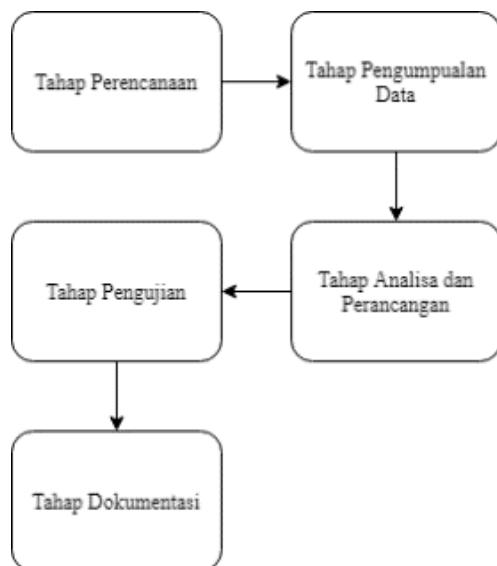 Tahap Perencanaan
Tahap Pengumpualan
Data
Tahap Analisa dan
Perancangan
Tahap Pengujian
Tahap Dokumentasi